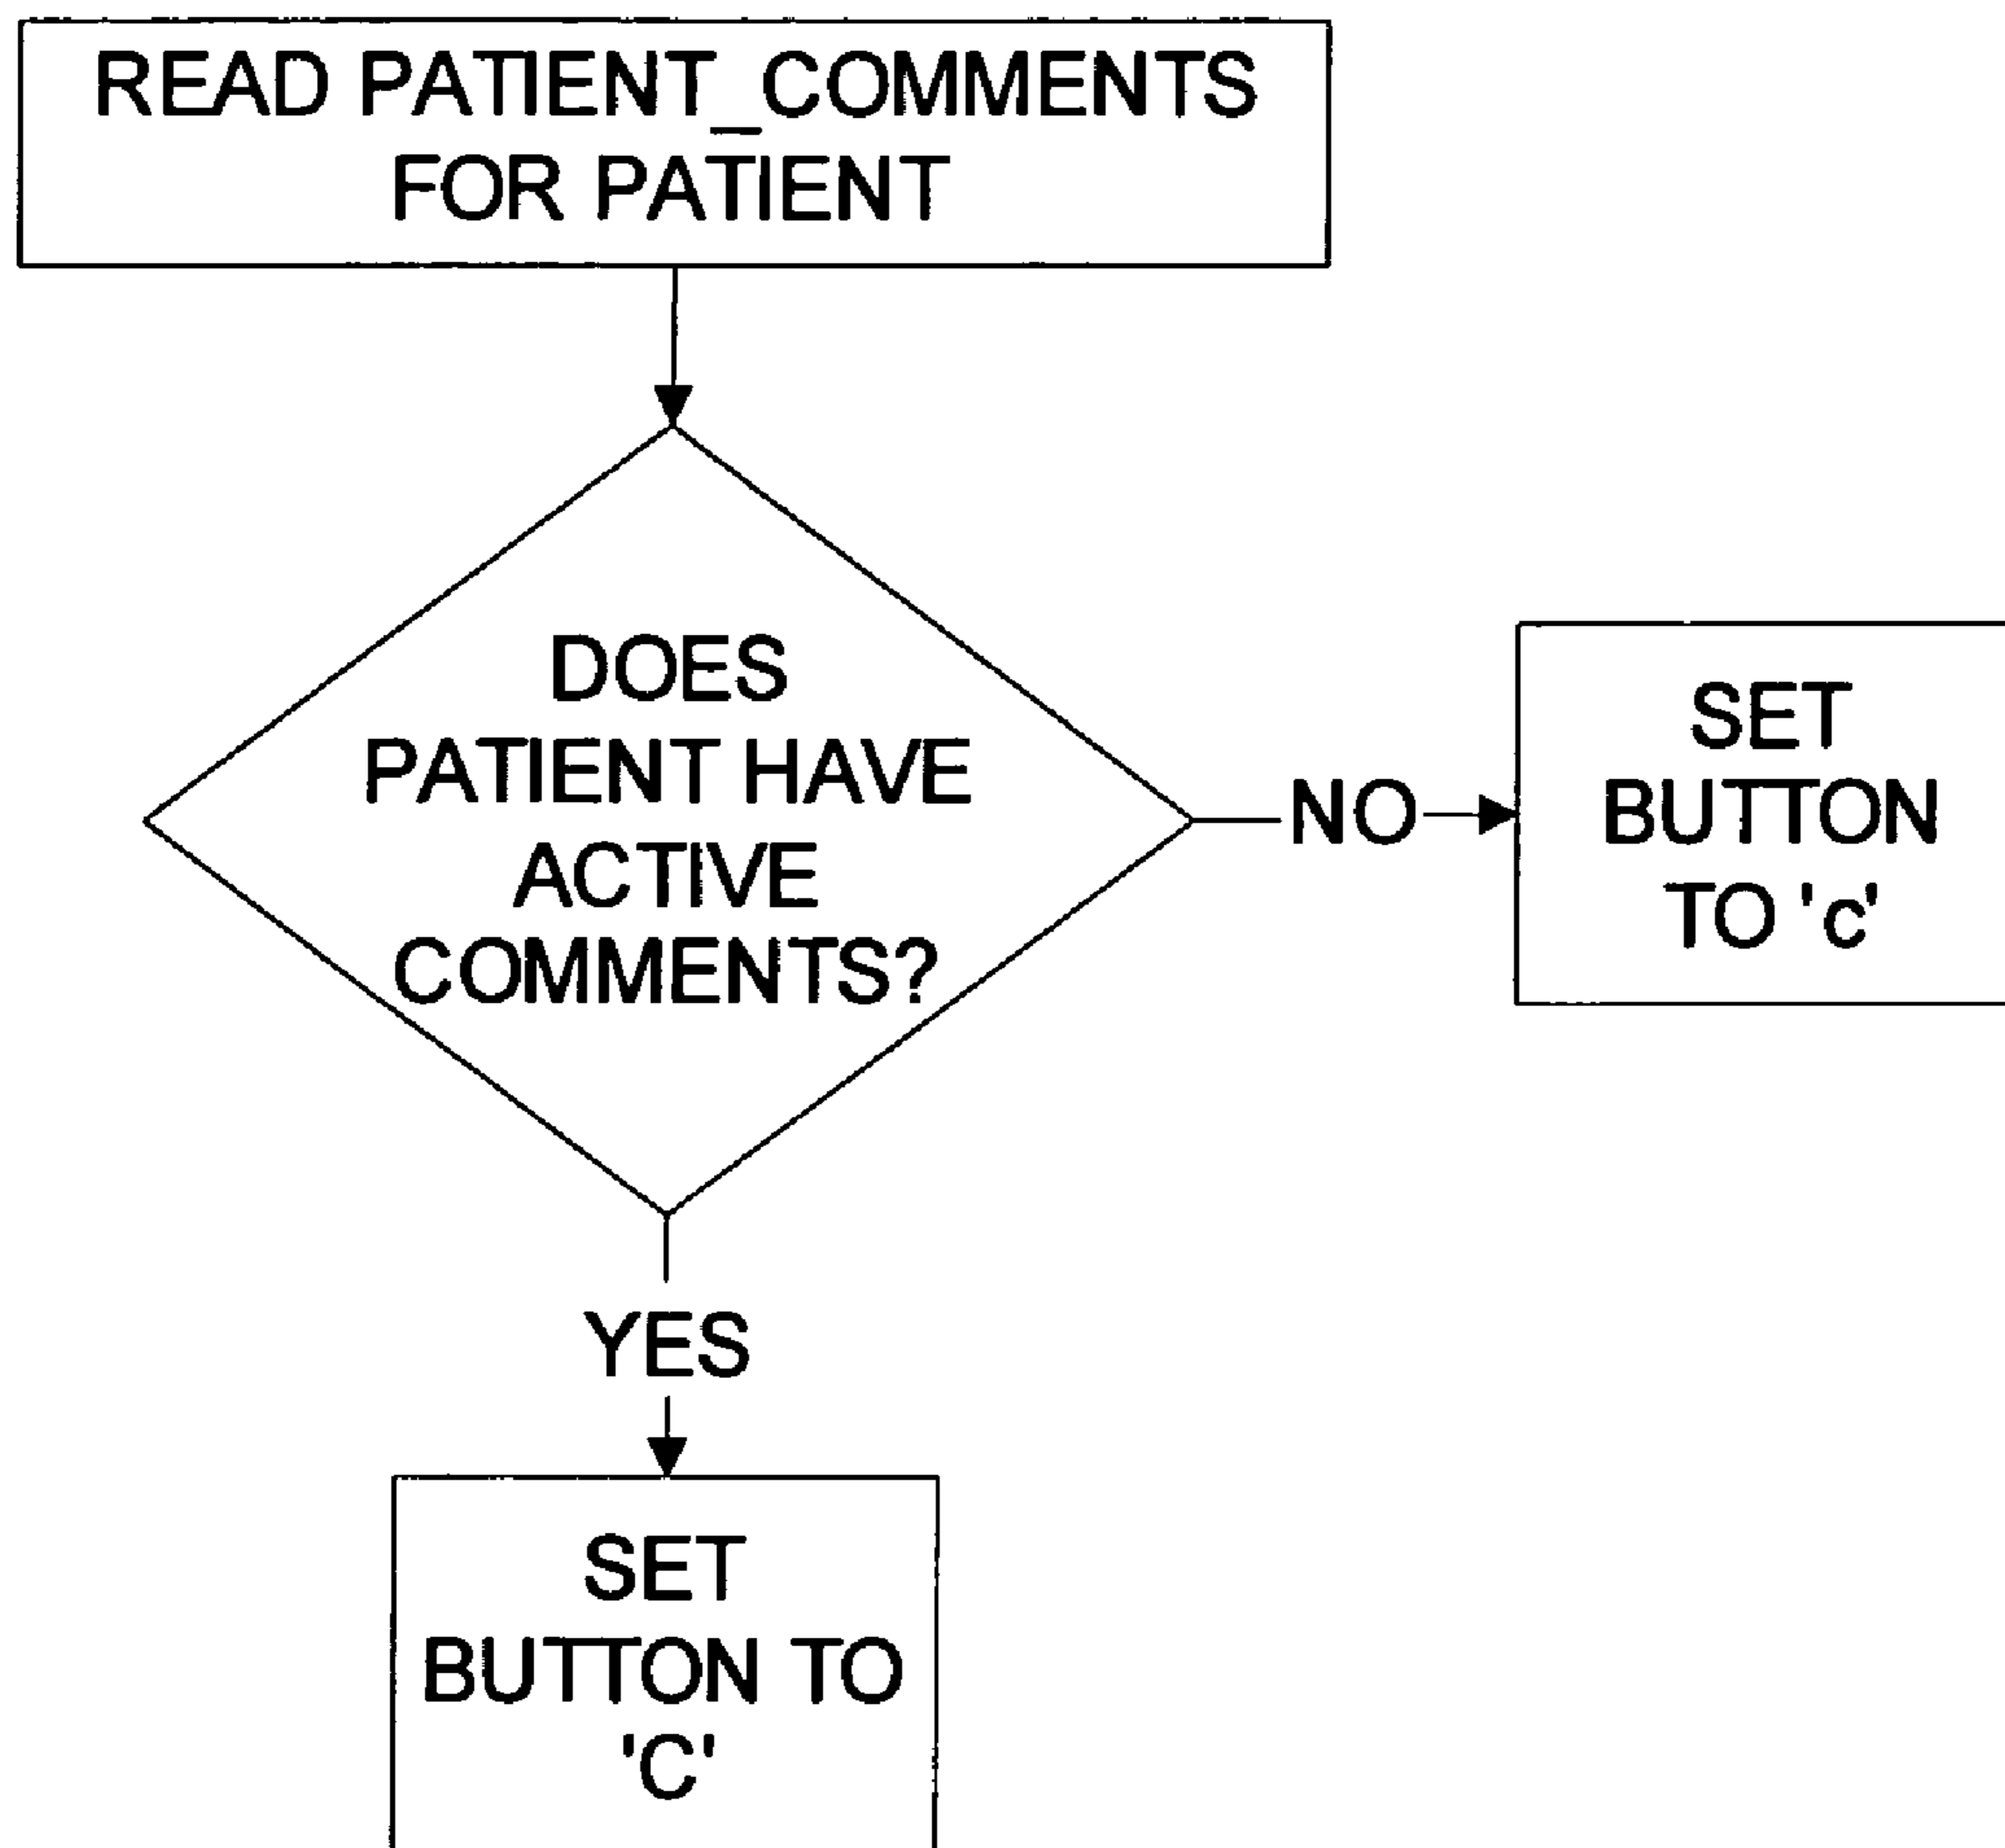 READ PATIENT_COMMENTS
FOR PATIENT
DOES
PATIENT HAVE
ACTIVE
COMMENTS?
NO
SET
BUTTON
TO 'c'
YES
SET
BUTTON TO
'C'